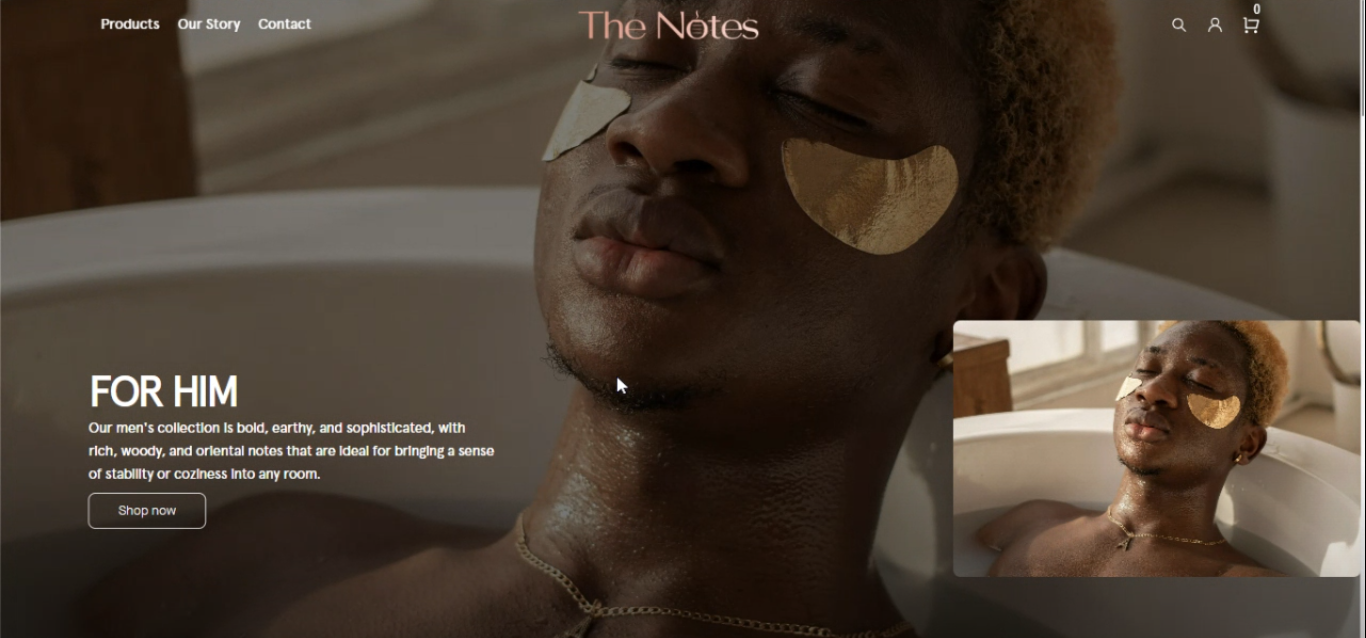 Products Our Story Contact
The Notes
0
FOR HIM
Our men's collection is bold, earthy, and sophisticated, with
rich, woody, and oriental notes that are ideal for bringing a sense
of stability or coziness into any room.
Shop now